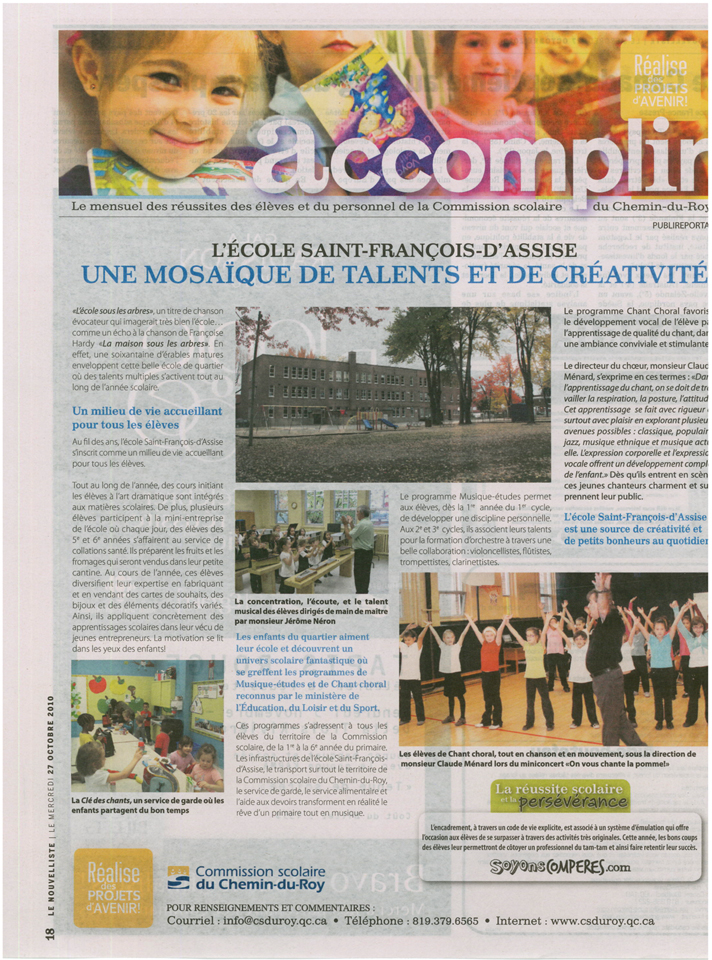 Réalise
des
PROJETS
d'AVENIR!
accomplir
Le mensuel des réussites des élèves et du personnel de la Commission scolaire du Chemin-du-Roy
PUBLIREPORTA
L'ÉCOLE SAINT-FRANÇOIS-D'ASSISE
UNE MOSAÏQUE DE TALENTS ET DE CRÉATIVITÉ
«L'école sous les arbres», un titre de chanson
évocateur qui imagerait très bien l'école…
comme un écho à la chanson de Françoise
Hardy «La maison sous les arbres». En
effet, une soixantaine d'érables matures
enveloppent cette belle école de quartier
où des talents multiples s'activent tout au
long de l'année scolaire.
Un milieu de vie accueillant
pour tous les élèves
Au fil des ans, l'école Saint-François-d'Assise
s'inscrit comme un milieu de vie accueillant
pour tous les élèves.
Tout au long de l'année, des cours initiant
les élèves à l'art dramatique sont intégrés
aux matières scolaires. De plus, plusieurs
élèves participent à la mini-entreprise
de l'école où chaque jour, des élèves des
5e et 6e années s'affairent au service de
collations santé. Ils préparent les fruits et les
fromages qui seront vendus dans leur petite
cantine. Au cours de l'année, ces élèves
diversifient leur expertise en fabriquant
et en vendant des cartes de souhaits, des
bijoux et des éléments décoratifs variés.
Ainsi, ils appliquent concrètement des
apprentissages scolaires dans leur vécu de
jeunes entrepreneurs. La motivation se lit
dans les yeux des enfants!
La Clé des chants, un service de garde où les
enfants partagent du bon temps
La concentration, l'écoute, et le talent
musical des élèves dirigés de main de maître
par monsieur Jérôme Néron
Les enfants du quartier aiment
leur école et découvrent un
univers scolaire fantastique où
se greffent les programmes de
Musique-études et de Chant choral
reconnus par le ministère de
l'Éducation, du Loisir et du Sport.
Ces programmes s'adressent à tous les
élèves du territoire de la Commission
scolaire, de la 1re à la 6e année du primaire.
Les infrastructures de l'école Saint-François-
d'Assise, le transport sur tout le territoire de
la Commission scolaire du Chemin-du-Roy,
le service de garde, le service alimentaire et
l'aide aux devoirs transforment en réalité le
rêve d'un primaire tout en musique.
Le programme Musique-études permet
aux élèves, dès la 1re année du 1er cycle,
de développer une discipline personnelle.
Aux 2e et 3e cycles, ils associent leurs talents
pour la formation d'orchestre à travers une
belle collaboration : violoncellistes, flûtistes,
trompettistes, clarinettistes.
Le programme Chant Choral favoris
le développement vocal de l'élève pa
l'apprentissage de qualité du chant, dan
une ambiance conviviale et stimulante
Le directeur du chœur, monsieur Claud
Ménard, s'exprime en ces termes : «Dan
l'apprentissage du chant, on se doit de tra
vailler la respiration, la posture, l'attitud
Cet apprentissage se fait avec rigueur e
surtout avec plaisir en explorant plusieur
avenues possibles : classique, populair
jazz, musique ethnique et musique actu
elle. L'expression corporelle et l'expressio
vocale offrent un développement comple
de l'enfant.» Dès qu'ils entrent en scèn
ces jeunes chanteurs charment et su
prennent leur public.
L'école Saint-François-d'Assise
est une source de créativité et
de petits bonheurs au quotidien
Les élèves de Chant choral, tout en chanson et en mouvement, sous la direction de
monsieur Claude Ménard lors du miniconcert «On vous chante la pomme!»
La réussite scolaire
et la persévérance
L'encadrement, à travers un code de vie explicite, est associé à un système d'émulation qui offre
l'occasion aux élèves de se surpasser à travers des activités très originales. Cette année, les bons coups
des élèves leur permettront de côtoyer un professionnel du tam-tam et ainsi faire retentir leur succès.
SOYONSCOMPERES.com
Réalise
des
PROJETS
d'AVENIR!
Commission scolaire
du Chemin-du-Roy
POUR RENSEIGNEMENTS ET COMMENTAIRES :
Courriel : info@csduroy.qc.ca • Téléphone : 819.379.6565 • Internet : www.csduroy.qc.ca
18 LE NOUVELLISTE | LE MERCREDI 27 OCTOBRE 2010